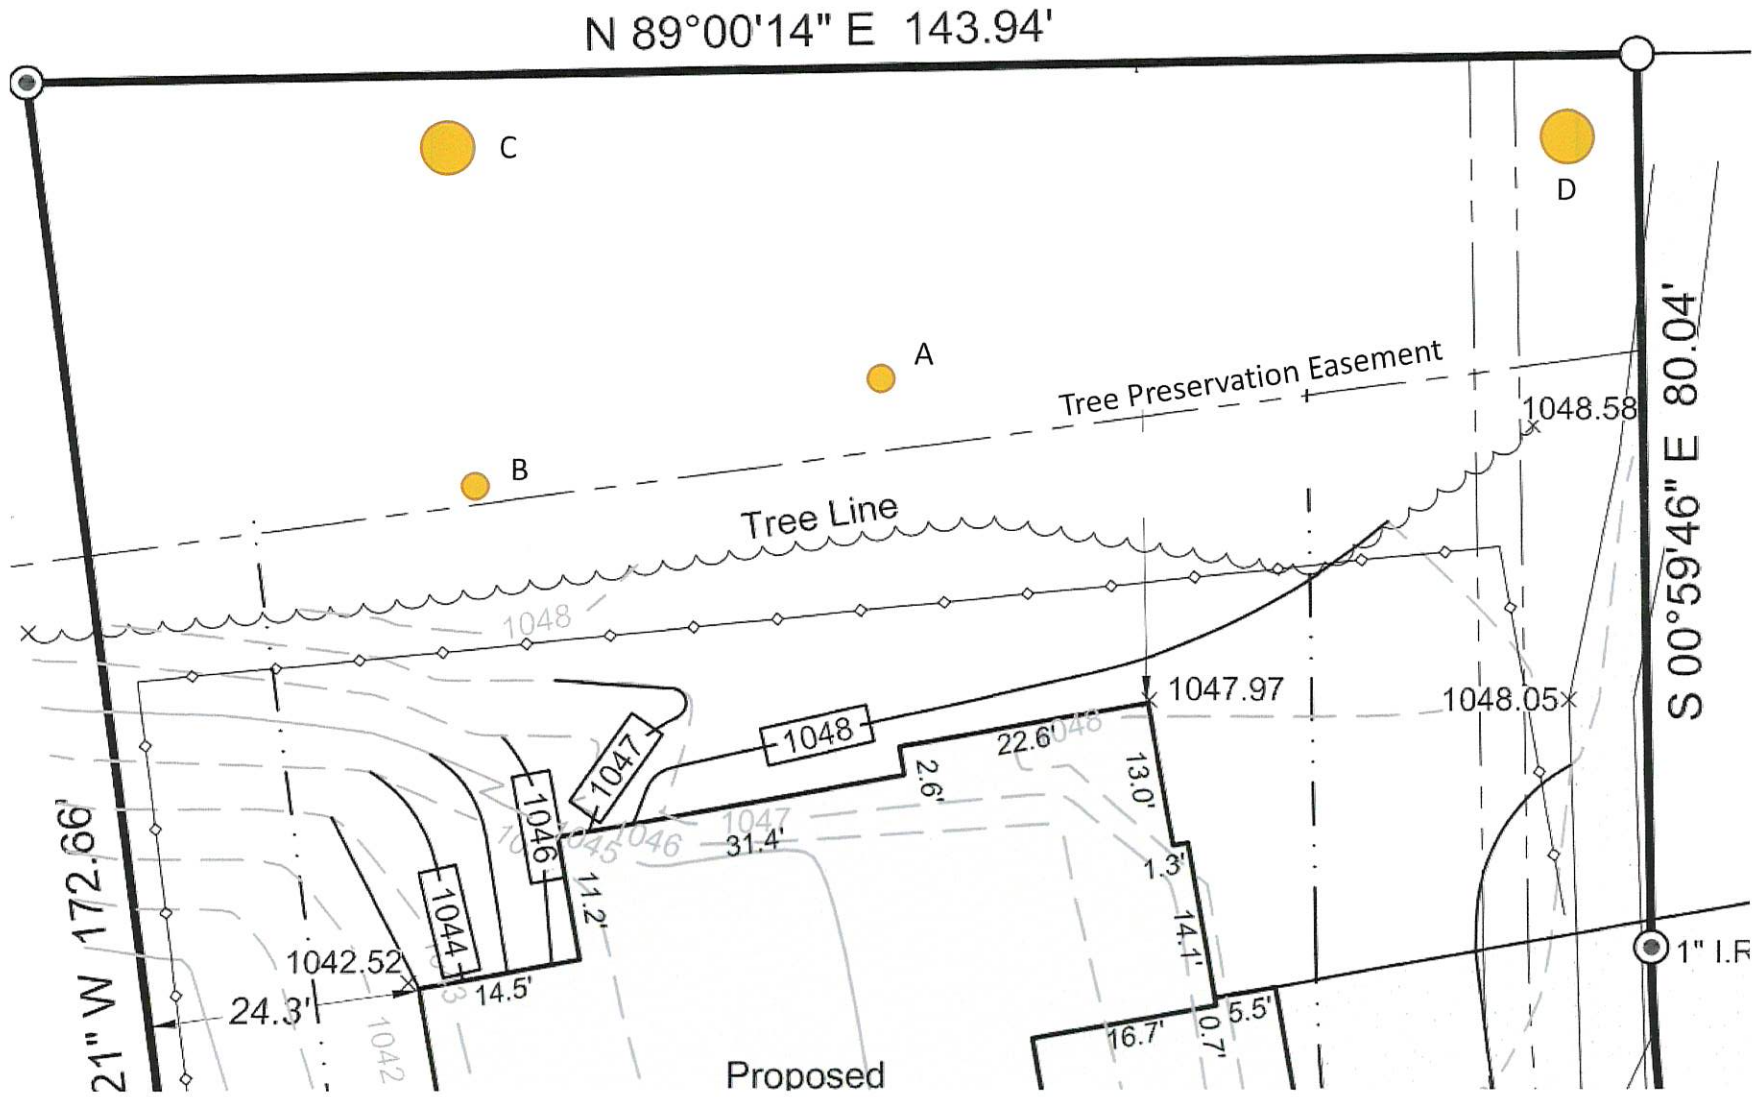 N 89°00'14" E 143.94'
C
D
A
Tree Preservation Easement
1048.58
B
Tree Line
S 00°59'46" E 80.04'
1048
1047.97
1048.05
1048
1048
22.6'
1047
2.6'
13.0'
1046
1047
1045
1046
31.4'
1.3'
11.2'
1044
14.1'
1042.52
14.5'
1" I.R
24.3'
21" W 172.66'
1042
5.5'
16.7'
0.7'
Proposed